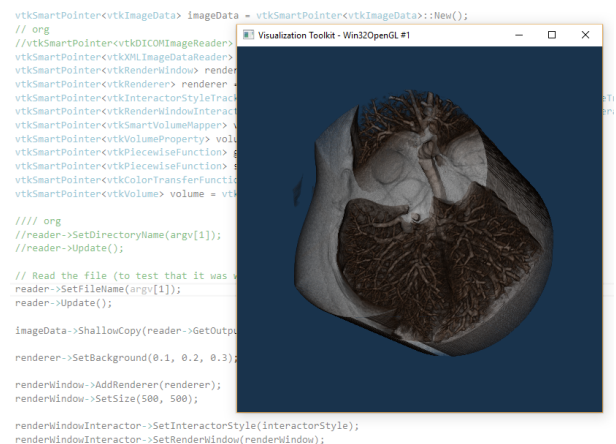 vtkSmartPointer<vtkImageData> imageData = vtkSmartPointer<vtkImageData>::New();
// org
//vtkSmartPointer<vtkDICOMImageReader>
vtkSmartPointer<vtkXMLImageDataReader>
vtkSmartPointer<vtkRenderWindow> render
vtkSmartPointer<vtkRenderer> renderer =
vtkSmartPointer<vtkInteractorStyleTrack
vtkSmartPointer<vtkRenderWindowInteract
vtkSmartPointer<vtkSmartVolumeMapper> v
vtkSmartPointer<vtkVolumeProperty> volu
vtkSmartPointer<vtkPiecewiseFunction> g
vtkSmartPointer<vtkPiecewiseFunction> s
vtkSmartPointer<vtkColorTransferFunctio
vtkSmartPointer<vtkVolume> volume = vtk
Visualization Toolkit - Win32OpenGL #1
//// org
//reader->SetDirectoryName(argv[1]);
//reader->Update();
// Read the file (to test that it was w
reader->SetFileName(argv[1]);
reader->Update();
imageData->ShallowCopy(reader->GetOutpu
renderer->SetBackground(0.1, 0.2, 0.3);
renderWindow->AddRenderer(renderer);
renderWindow->SetSize(500, 500);
renderWindowInteractor->SetInteractorStyle(interactorStyle);
renderWindowInteractor->SetRenderWindow(renderWindow);